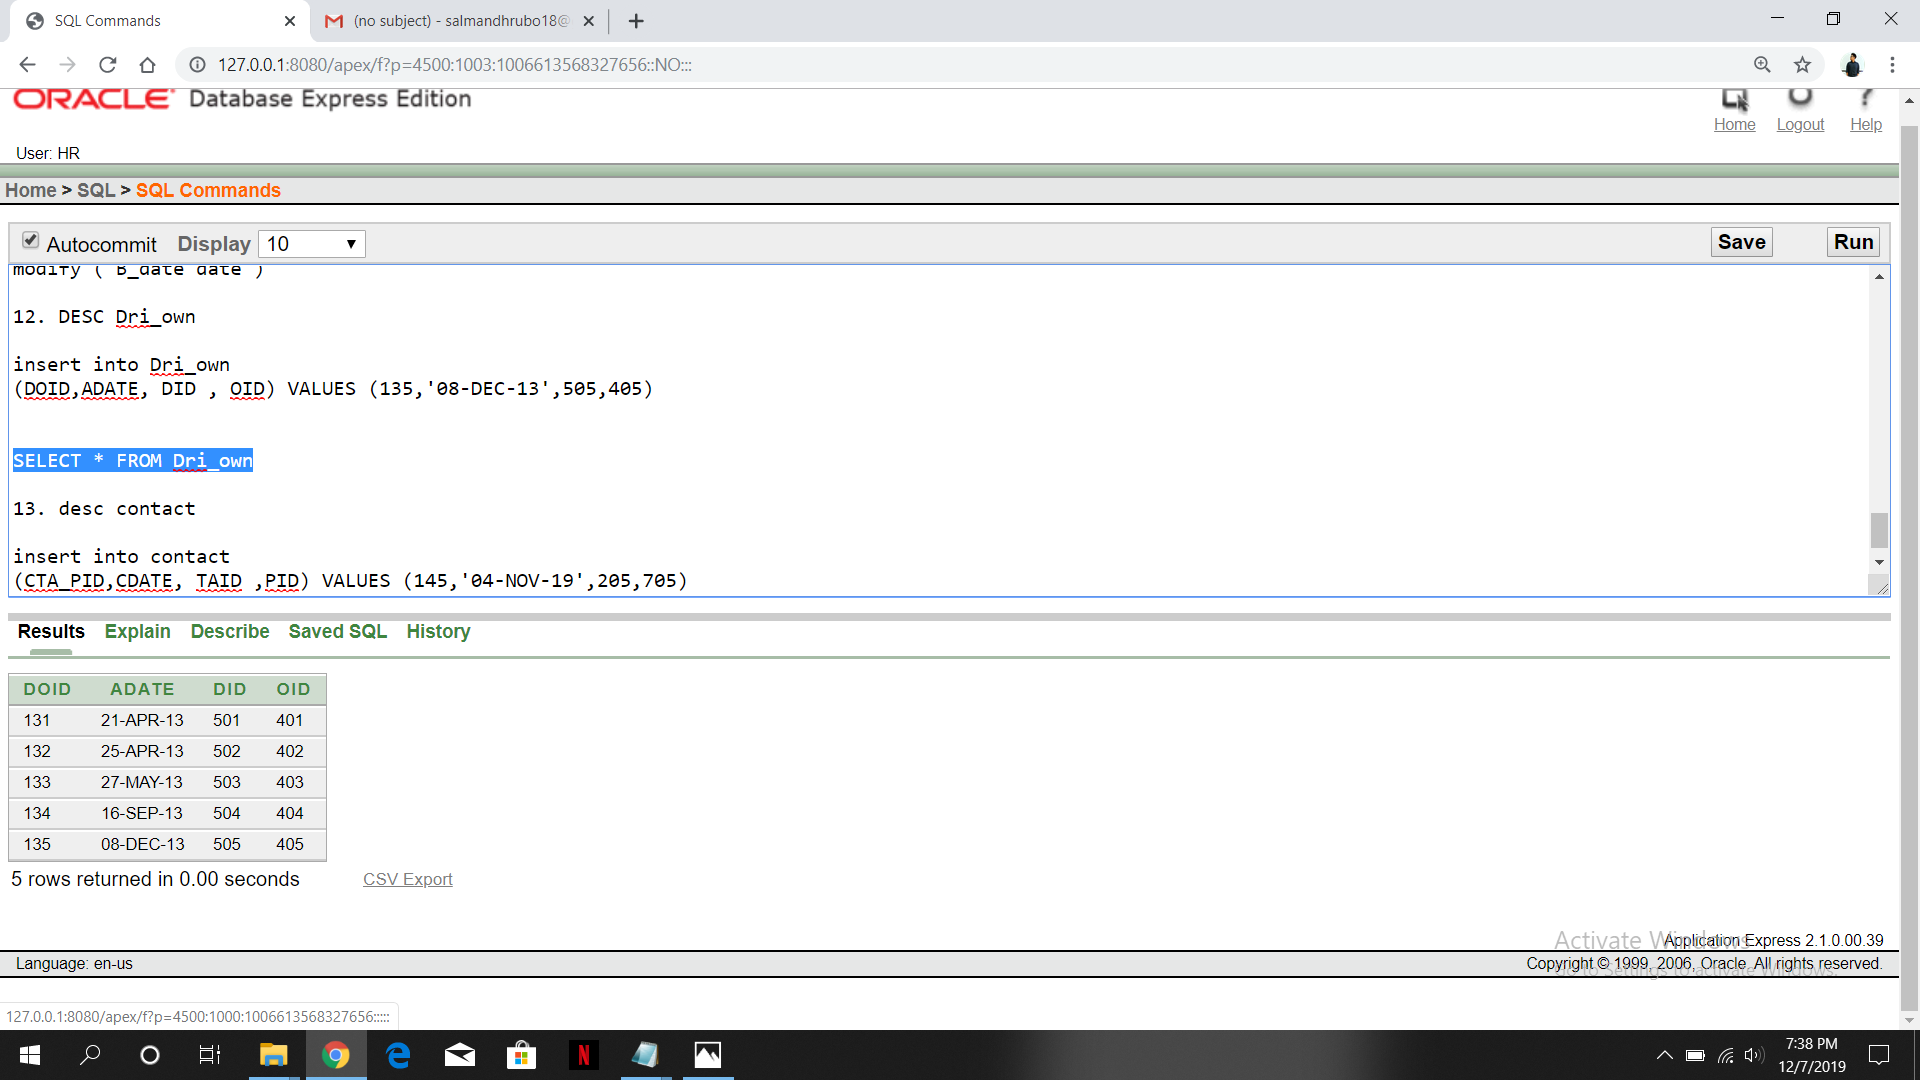 SQL Commands
(no subject) - salmandhrubo18@
127.0.0.1:8080/apex/f?p=4500:1003:1006613568327656::NO:::
ORACLE Database Express Edition
Home Logout Help
User: HR
Home > SQL > SQL Commands
Autocommit Display 10 Save Run
modify ( B_date date )
12. DESC Dri_own
insert into Dri_own
(DOID,ADATE, DID , OID) VALUES (135,'08-DEC-13',505,405)
SELECT * FROM Dri_own
13. desc contact
insert into contact
(CTA_PID,CDATE, TAID ,PID) VALUES (145,'04-NOV-19',205,705)
Results Explain Describe Saved SQL History
DOID ADATE DID OID
131 21-APR-13 501 401
132 25-APR-13 502 402
133 27-MAY-13 503 403
134 16-SEP-13 504 404
135 08-DEC-13 505 405
5 rows returned in 0.00 seconds CSV Export
Activate Windows
Application Express 2.1.0.00.39
Language: en-us
Copyright © 1999, 2006, Oracle. All rights reserved.
Go to Settings to activate Windows.
127.0.0.1:8080/apex/f?p=4500:1000:1006613568327656:::::
7:38 PM
12/7/2019